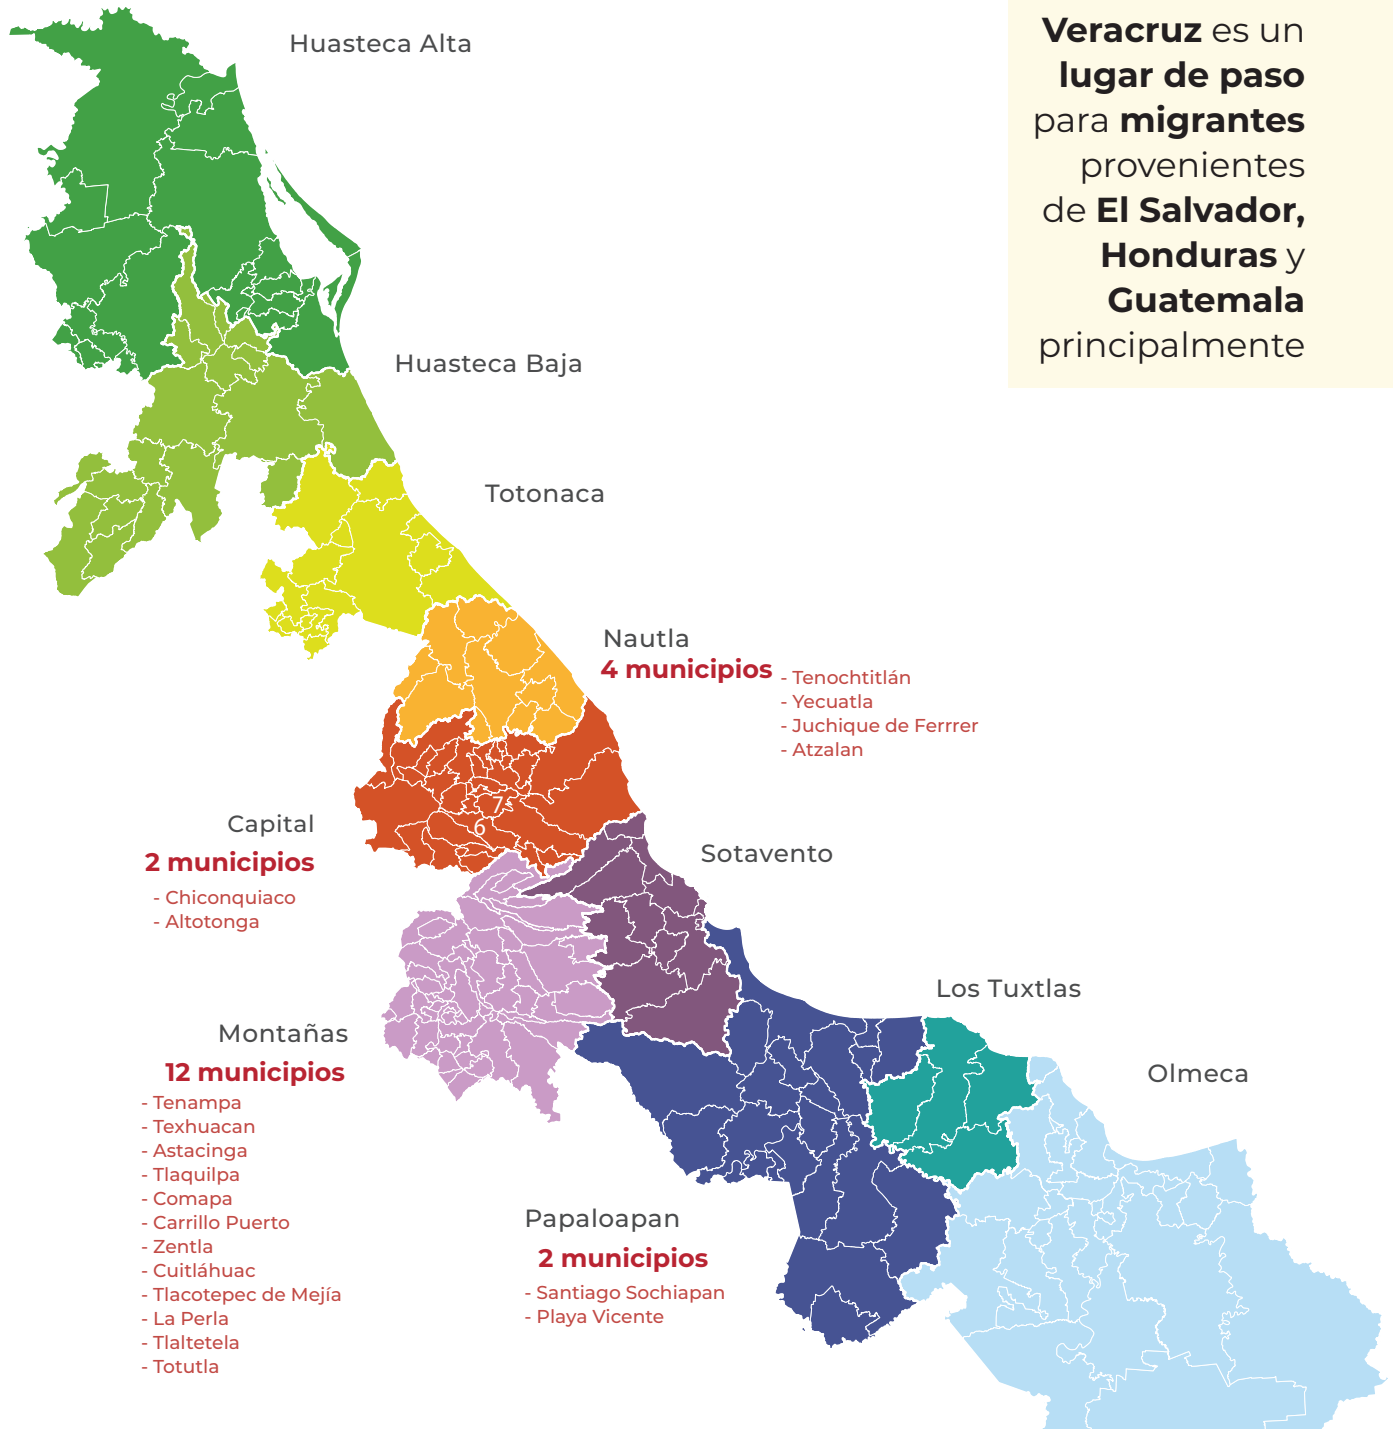 Huasteca Alta
Veracruz es un
lugar de paso
para migrantes
provenientes
de El Salvador,
Honduras y
Guatemala
principalmente
Huasteca Baja
Totonaca
Nautla
4 municipios
- Tenochtitlán
- Yecuatla
- Juchique de Ferrrer
- Atzalan
7
6
Capital
2 municipios
- Chiconquiaco
- Altotonga
Sotavento
Los Tuxtlas
Montañas
12 municipios
- Tenampa
- Texhuacan
- Astacinga
- Tlaquilpa
- Comapa
- Carrillo Puerto
- Zentla
- Cuitláhuac
- Tlacotepec de Mejía
- La Perla
- Tlaltetela
- Totutla
Olmeca
Papaloapan
2 municipios
- Santiago Sochiapan
- Playa Vicente